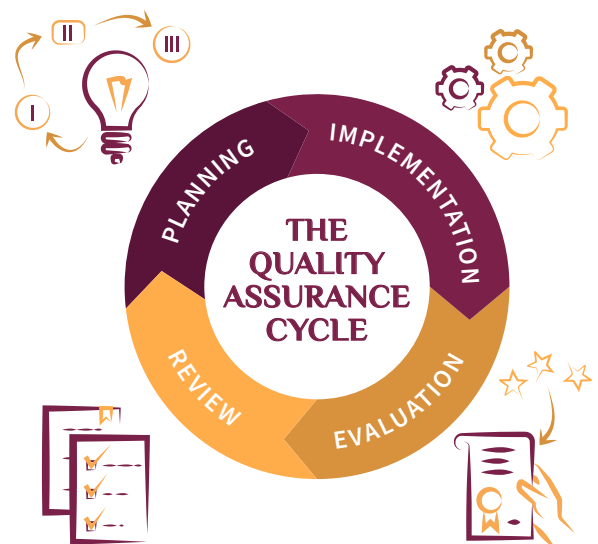 I
II
III
PLANNING
IMPLEMENTATION
THE
QUALITY
ASSURANCE
CYCLE
REVIEW
EVALUATION